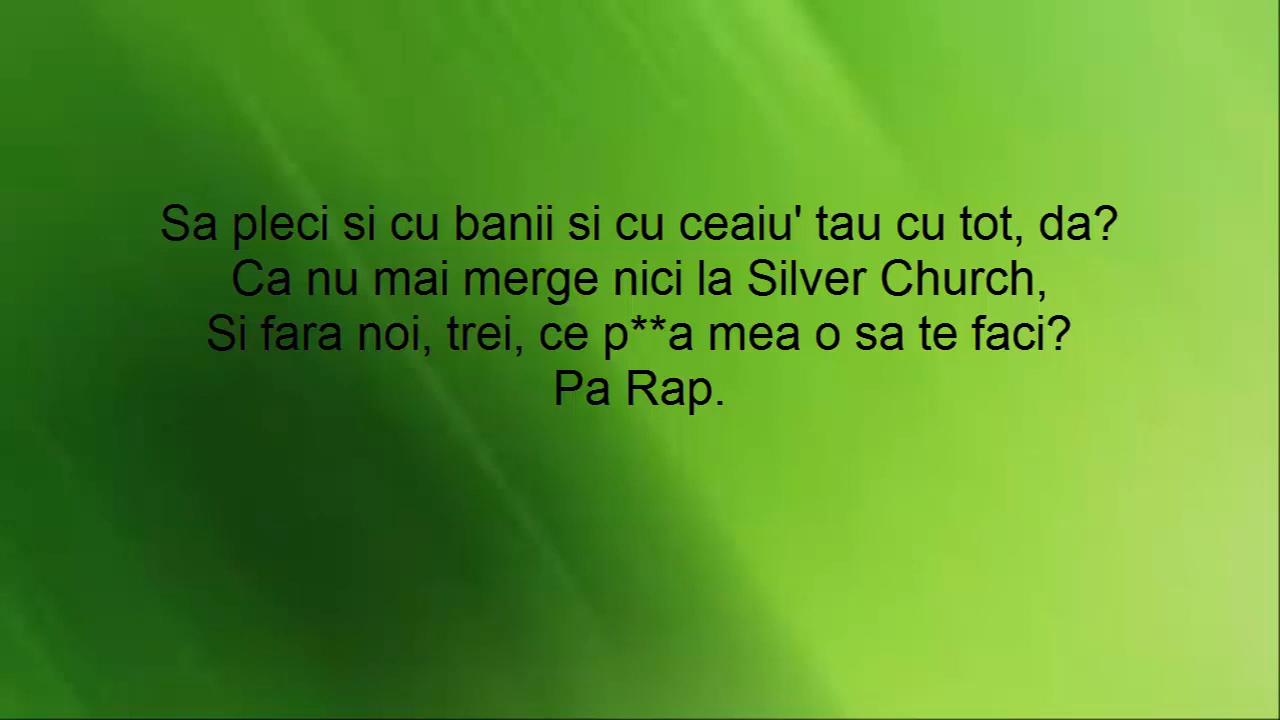 Sa pleci si cu banii si cu ceaiu' tau cu tot, da?
Ca nu mai merge nici la Silver Church,
Si fara noi, trei, ce p**a mea o sa te faci?
Pa Rap.